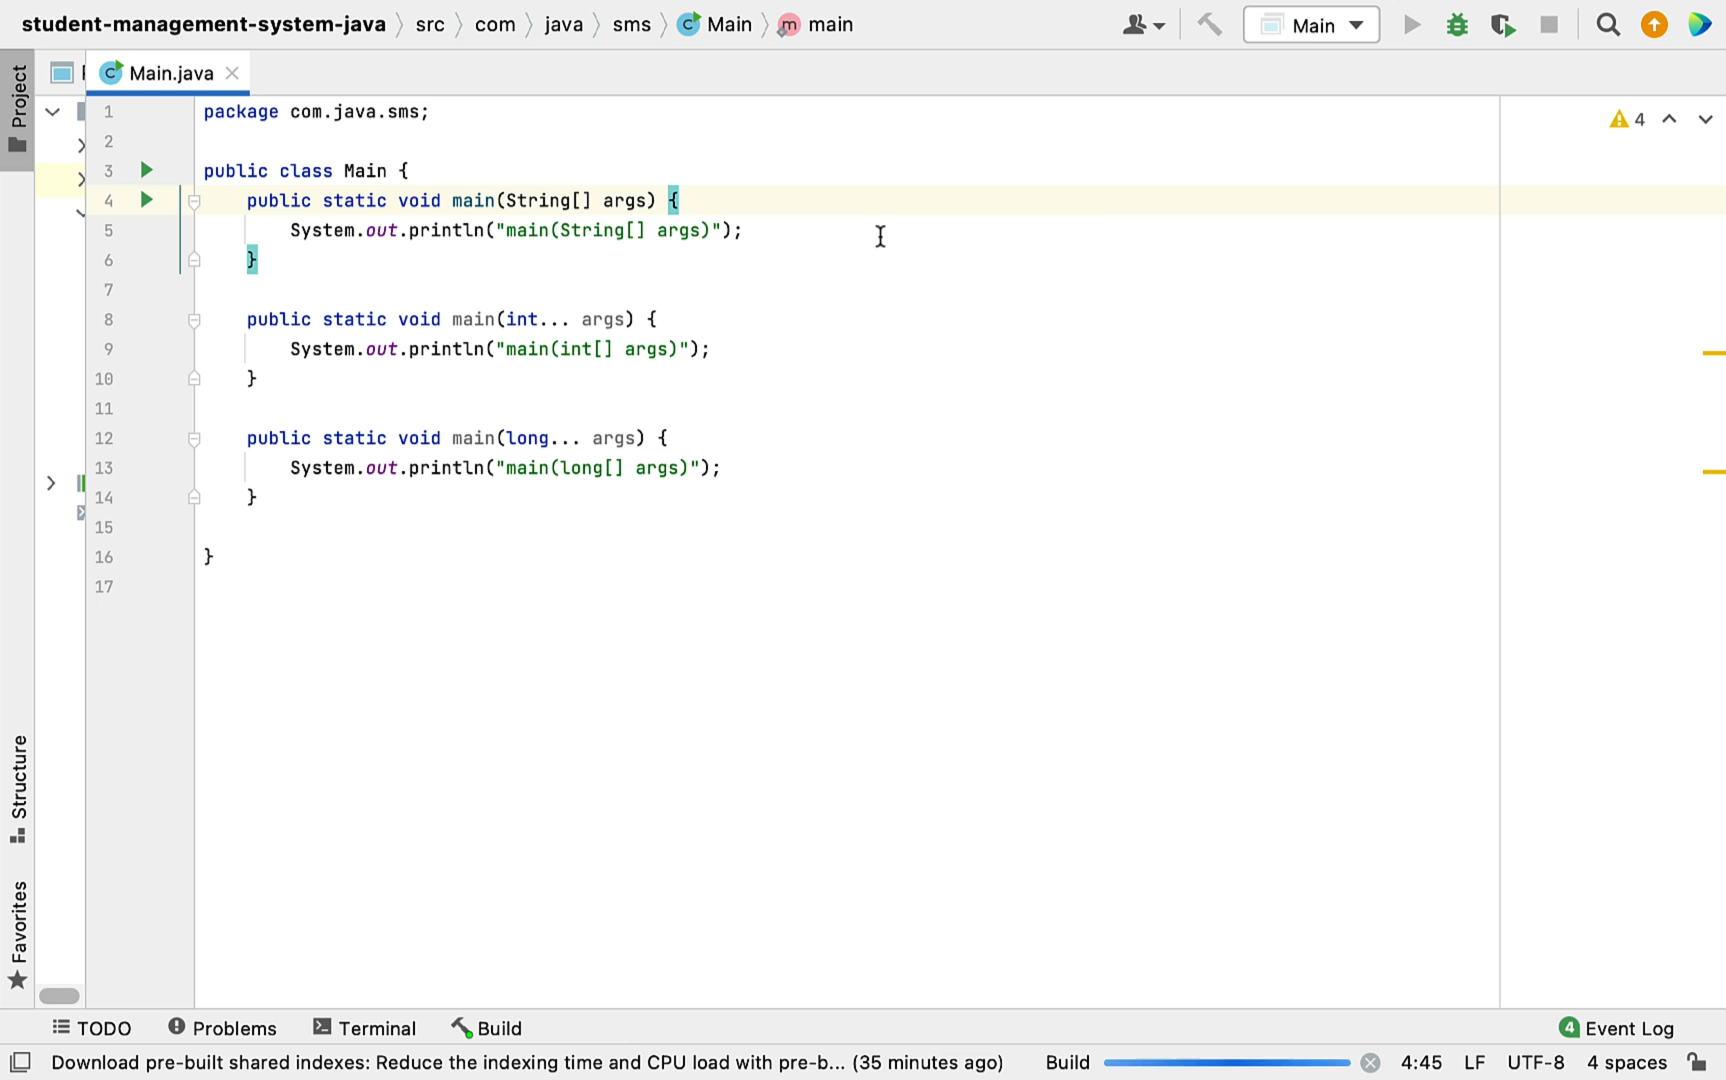 student-management-system-java src com java sms Main main
Main
Project
Main.java
4
1 package com.java.sms;
2
3 public class Main {
4 public static void main(String[] args) {
5 System.out.println("main(String[] args)");
6 }
7
8 public static void main(int... args) {
9 System.out.println("main(int[] args)");
10 }
11
12 public static void main(long... args) {
13 System.out.println("main(long[] args)");
14 }
15
16 }
17
Structure
Favorites
TODO Problems Terminal Build 4 Event Log
Download pre-built shared indexes: Reduce the indexing time and CPU load with pre-b... (35 minutes ago) Build 4:45 LF UTF-8 4 spaces